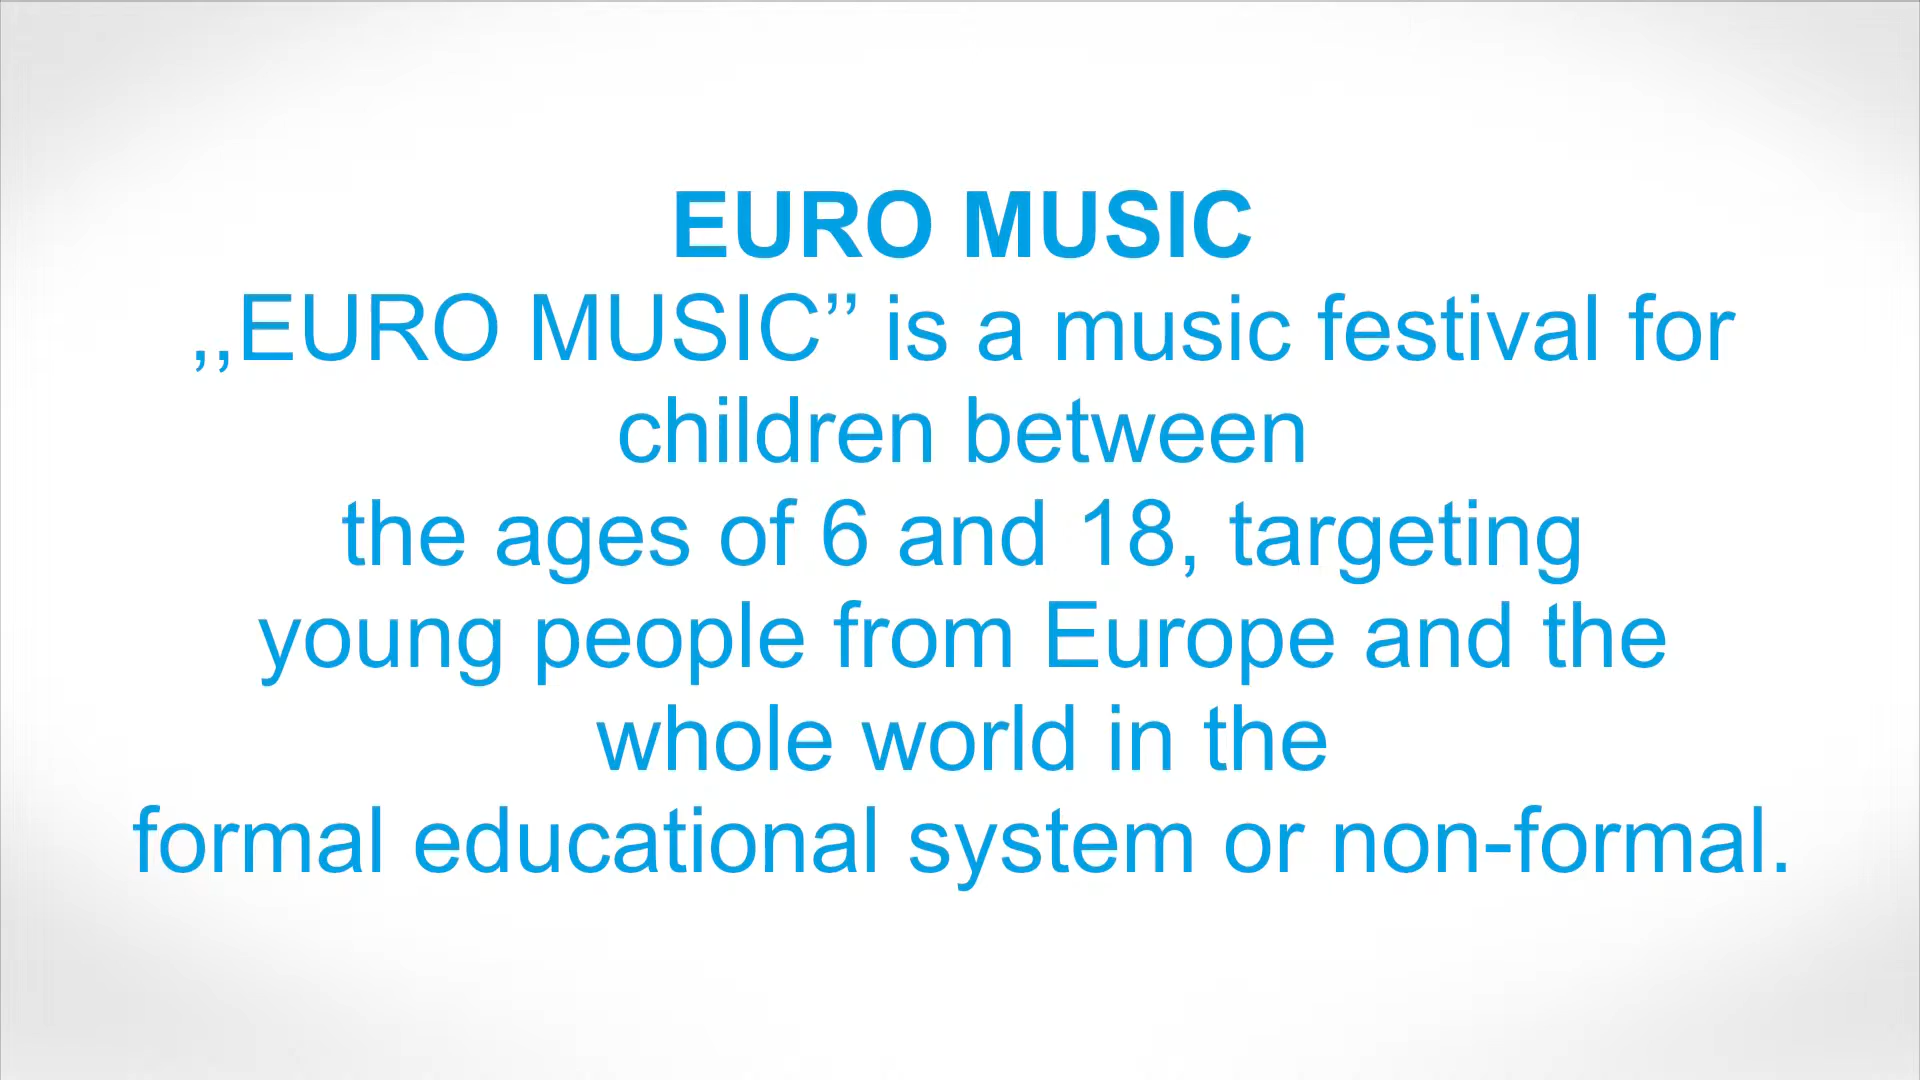 EURO MUSIC
,,EURO MUSIC’’ is a music festival for
children between
the ages of 6 and 18, targeting
young people from Europe and the
whole world in the
formal educational system or non-formal.